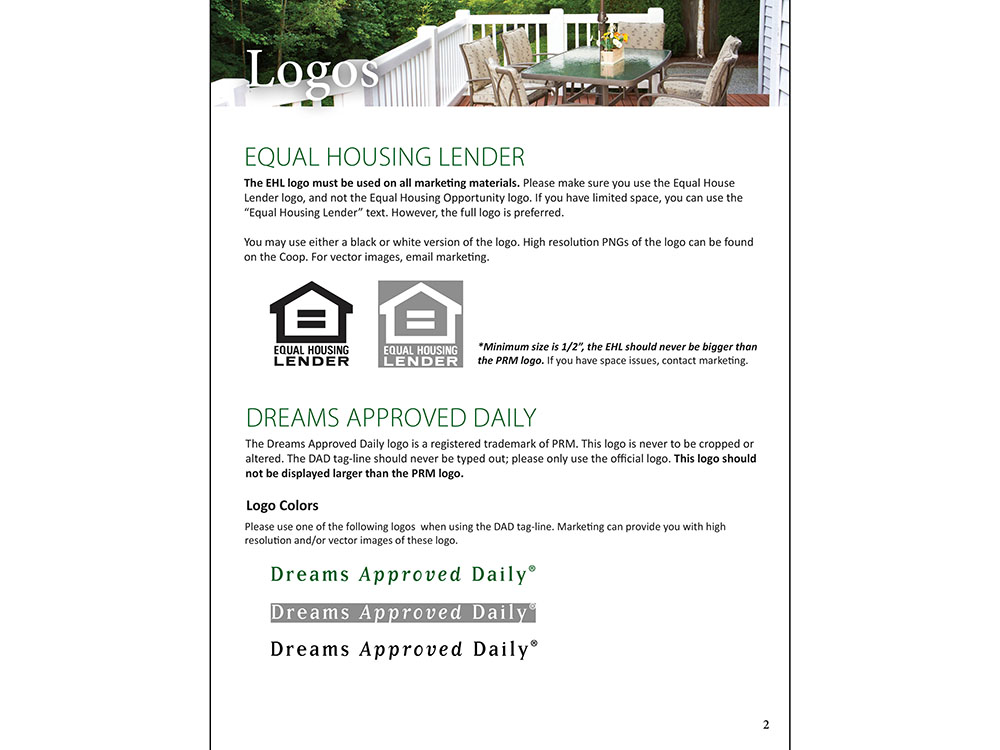 Logos
EQUAL HOUSING LENDER
The EHL logo must be used on all marketing materials. Please make sure you use the Equal House
Lender logo, and not the Equal Housing Opportunity logo. If you have limited space, you can use the
“Equal Housing Lender” text. However, the full logo is preferred.
You may use either a black or white version of the logo. High resolution PNGs of the logo can be found
on the Coop. For vector images, email marketing.
EQUAL HOUSING
LENDER
EQUAL HOUSING
LENDER
*Minimum size is 1/2”, the EHL should never be bigger than
the PRM logo. If you have space issues, contact marketing.
DREAMS APPROVED DAILY
The Dreams Approved Daily logo is a registered trademark of PRM. This logo is never to be cropped or
altered. The DAD tag-line should never be typed out; please only use the official logo. This logo should
not be displayed larger than the PRM logo.
Logo Colors
Please use one of the following logos  when using the DAD tag-line. Marketing can provide you with high
resolution and/or vector images of these logo.
Dreams Approved Daily®
Dreams Approved Daily®
Dreams Approved Daily®
2